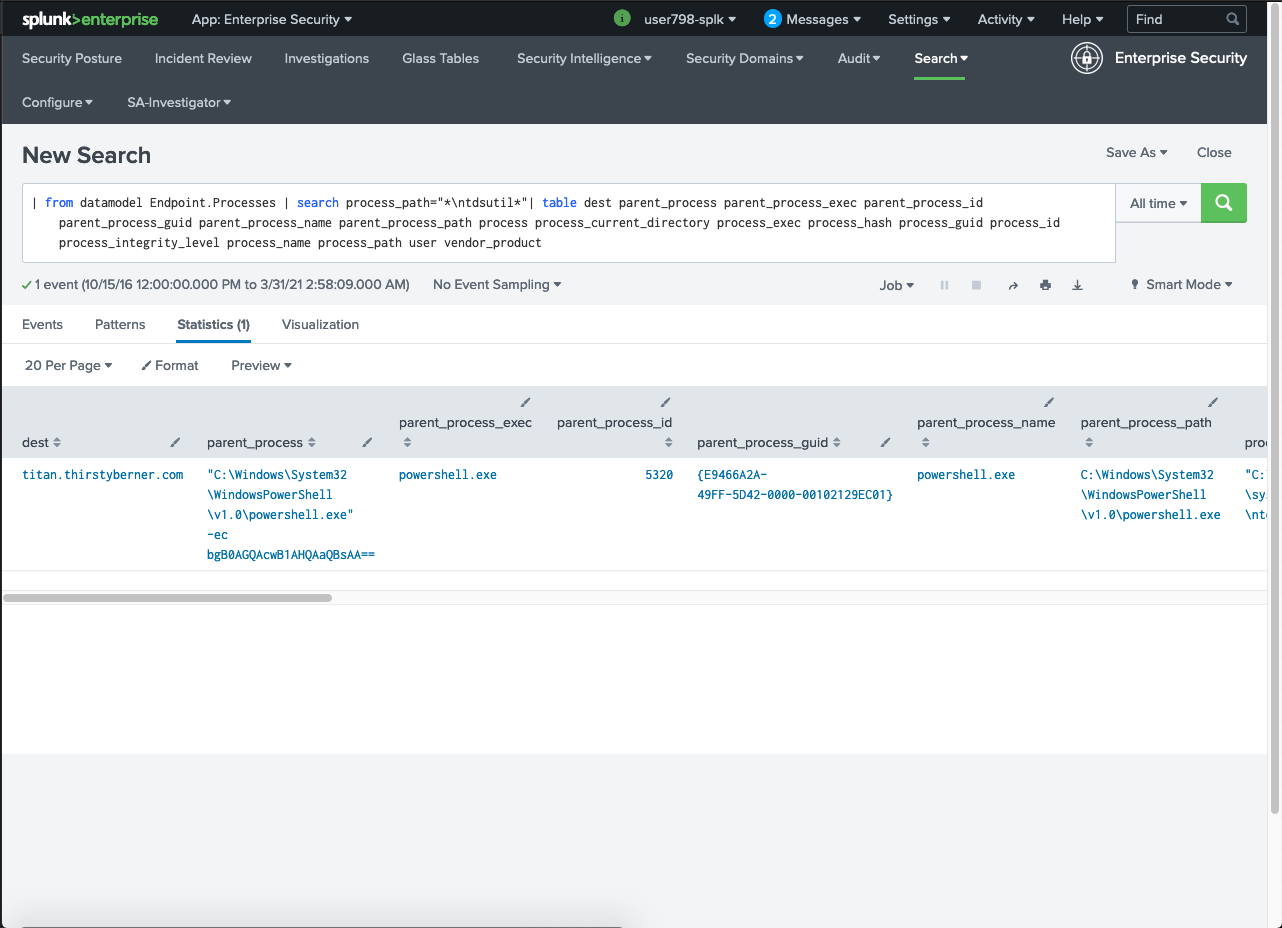 splunk>enterprise App: Enterprise Security user798-splk 2 Messages Settings Activity Help Find
Security Posture Incident Review Investigations Glass Tables Security Intelligence Security Domains Audit Search Enterprise Security
Configure SA-Investigator
New Search Save As Close
| from datamodel Endpoint.Processes | search process_path="*\ntdsutil*"| table dest parent_process parent_process_exec parent_process_id
parent_process_guid parent_process_name parent_process_path process process_current_directory process_exec process_hash process_guid process_id
process_integrity_level process_name process_path user vendor_product
All time
1 event (10/15/16 12:00:00.000 PM to 3/31/21 2:58:09.000 AM) No Event Sampling Job Smart Mode
Events Patterns Statistics (1) Visualization
20 Per Page Format Preview
dest parent_process parent_process_exec parent_process_id parent_process_guid parent_process_name parent_process_path
titan.thirstyberner.com "C:\Windows\System32 powershell.exe 5320 {E9466A2A- powershell.exe C:\Windows\System32 "C:
\WindowsPowerShell 49FF-5D42-0000-00102129EC01} \WindowsPowerShell
\v1.0\powershell.exe" \v1.0\powershell.exe
-ec
bgB0AGQAcwB1AHQAaQBsAA==